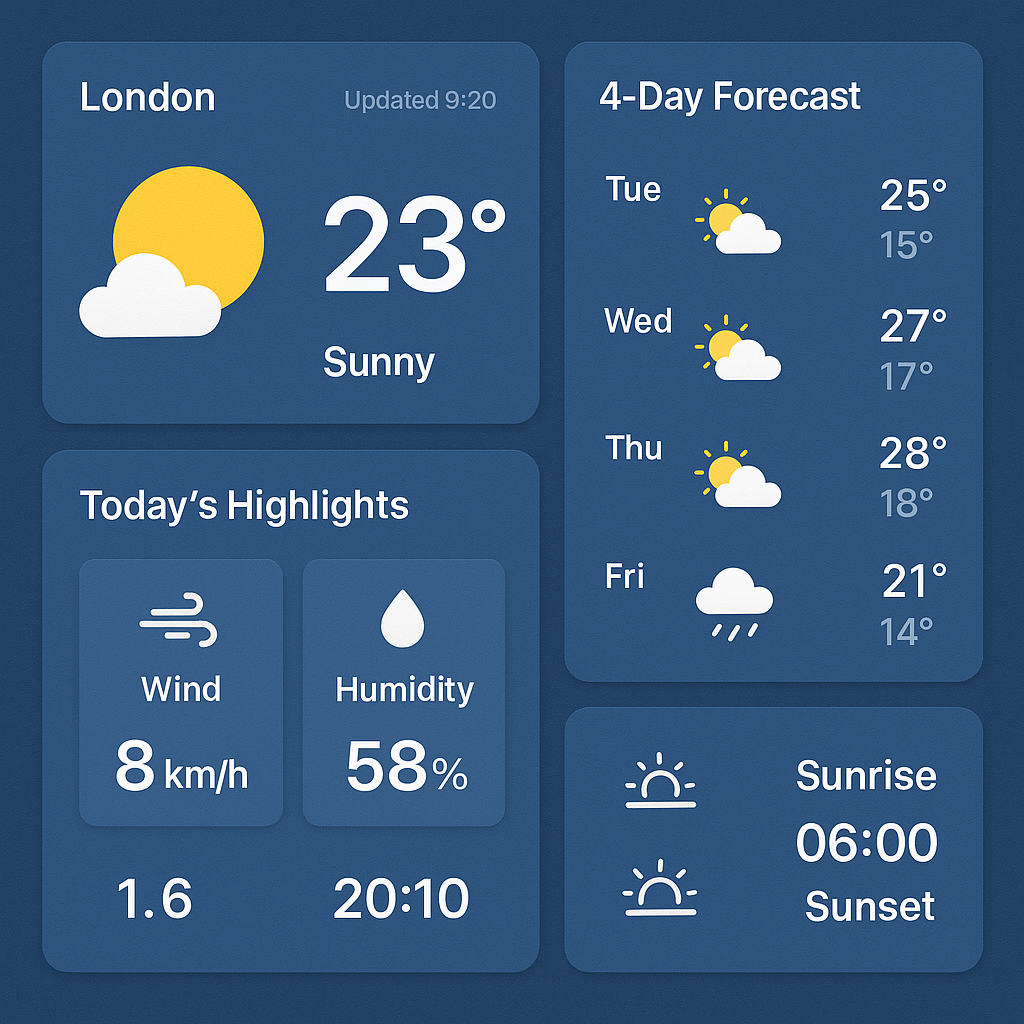 London
Updated 9:20
23°
Sunny
Today's Highlights
Wind
8 km/h
Humidity
58%
1.6
20:10
4-Day Forecast
Tue
25°
15°
Wed
27°
17°
Thu
28°
18°
Fri
21°
14°
Sunrise
06:00
Sunset